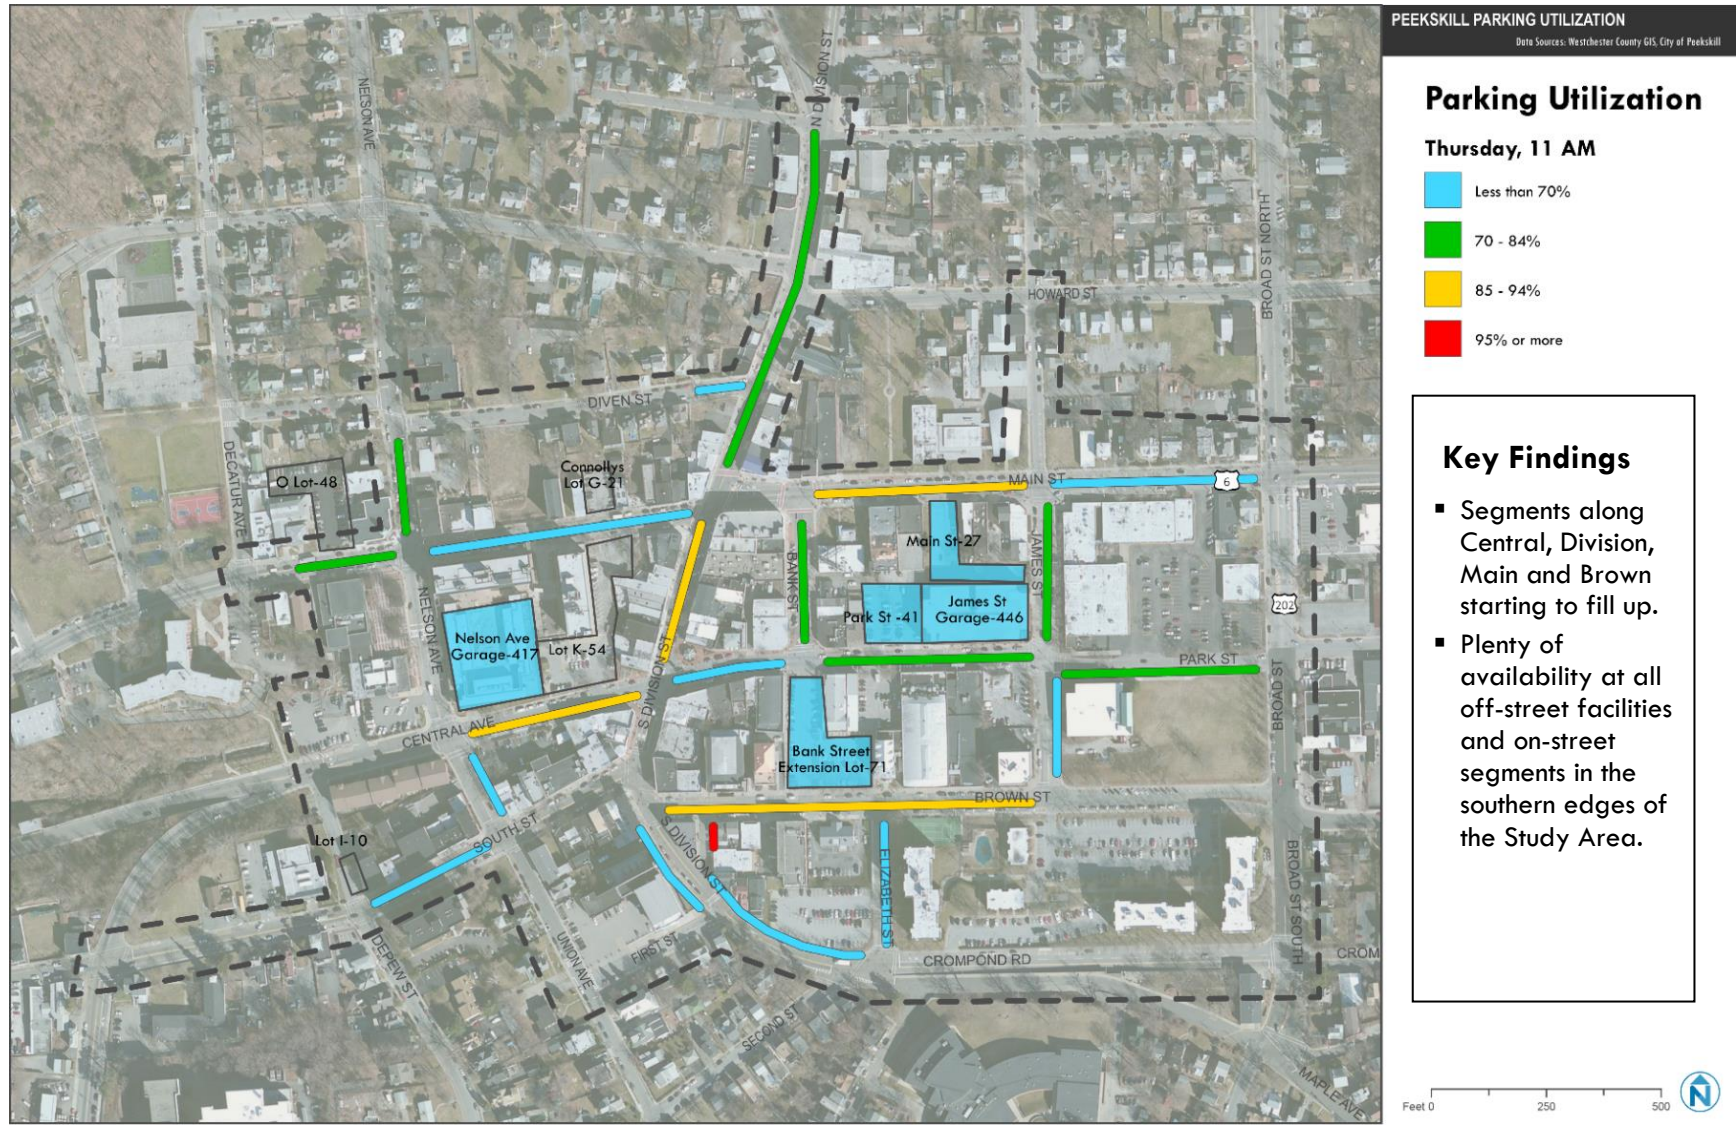 PEEKSKILL PARKING UTILIZATION
Data Sources: Westchester County GIS, City of Peekskill
Parking Utilization
Thursday, 11 AM
Less than 70%
70 - 84%
85 - 94%
95% or more
Key Findings
▪ Segments along
Central, Division,
Main and Brown
starting to fill up.
▪ Plenty of
availability at all
off-street facilities
and on-street
segments in the
southern edges of
the Study Area.
Feet 0
250
500
N
N DIVISION ST
NELSON AVE
BROAD ST NORTH
HOWARD ST
DIVEN ST
DECATUR AVE
O Lot-48
Connollys
Lot G-21
MAIN ST
6
Main St-27
JAMES ST
BANK ST
NELSON AVE
Nelson Ave
Garage-417
Lot K-54
Park St -41
James St
Garage-446
202
S DIVISION ST
PARK ST
BROAD ST
CENTRAL AVE
Bank Street
Extension Lot-71
BROWN ST
Lot I-10
SOUTH ST
S DIVISION ST
ELIZABETH ST
BROAD ST SOUTH
DEPEW ST
UNION AVE
FIRST ST
CROMPOND RD
CROM
SECOND ST
MAPLE AVE